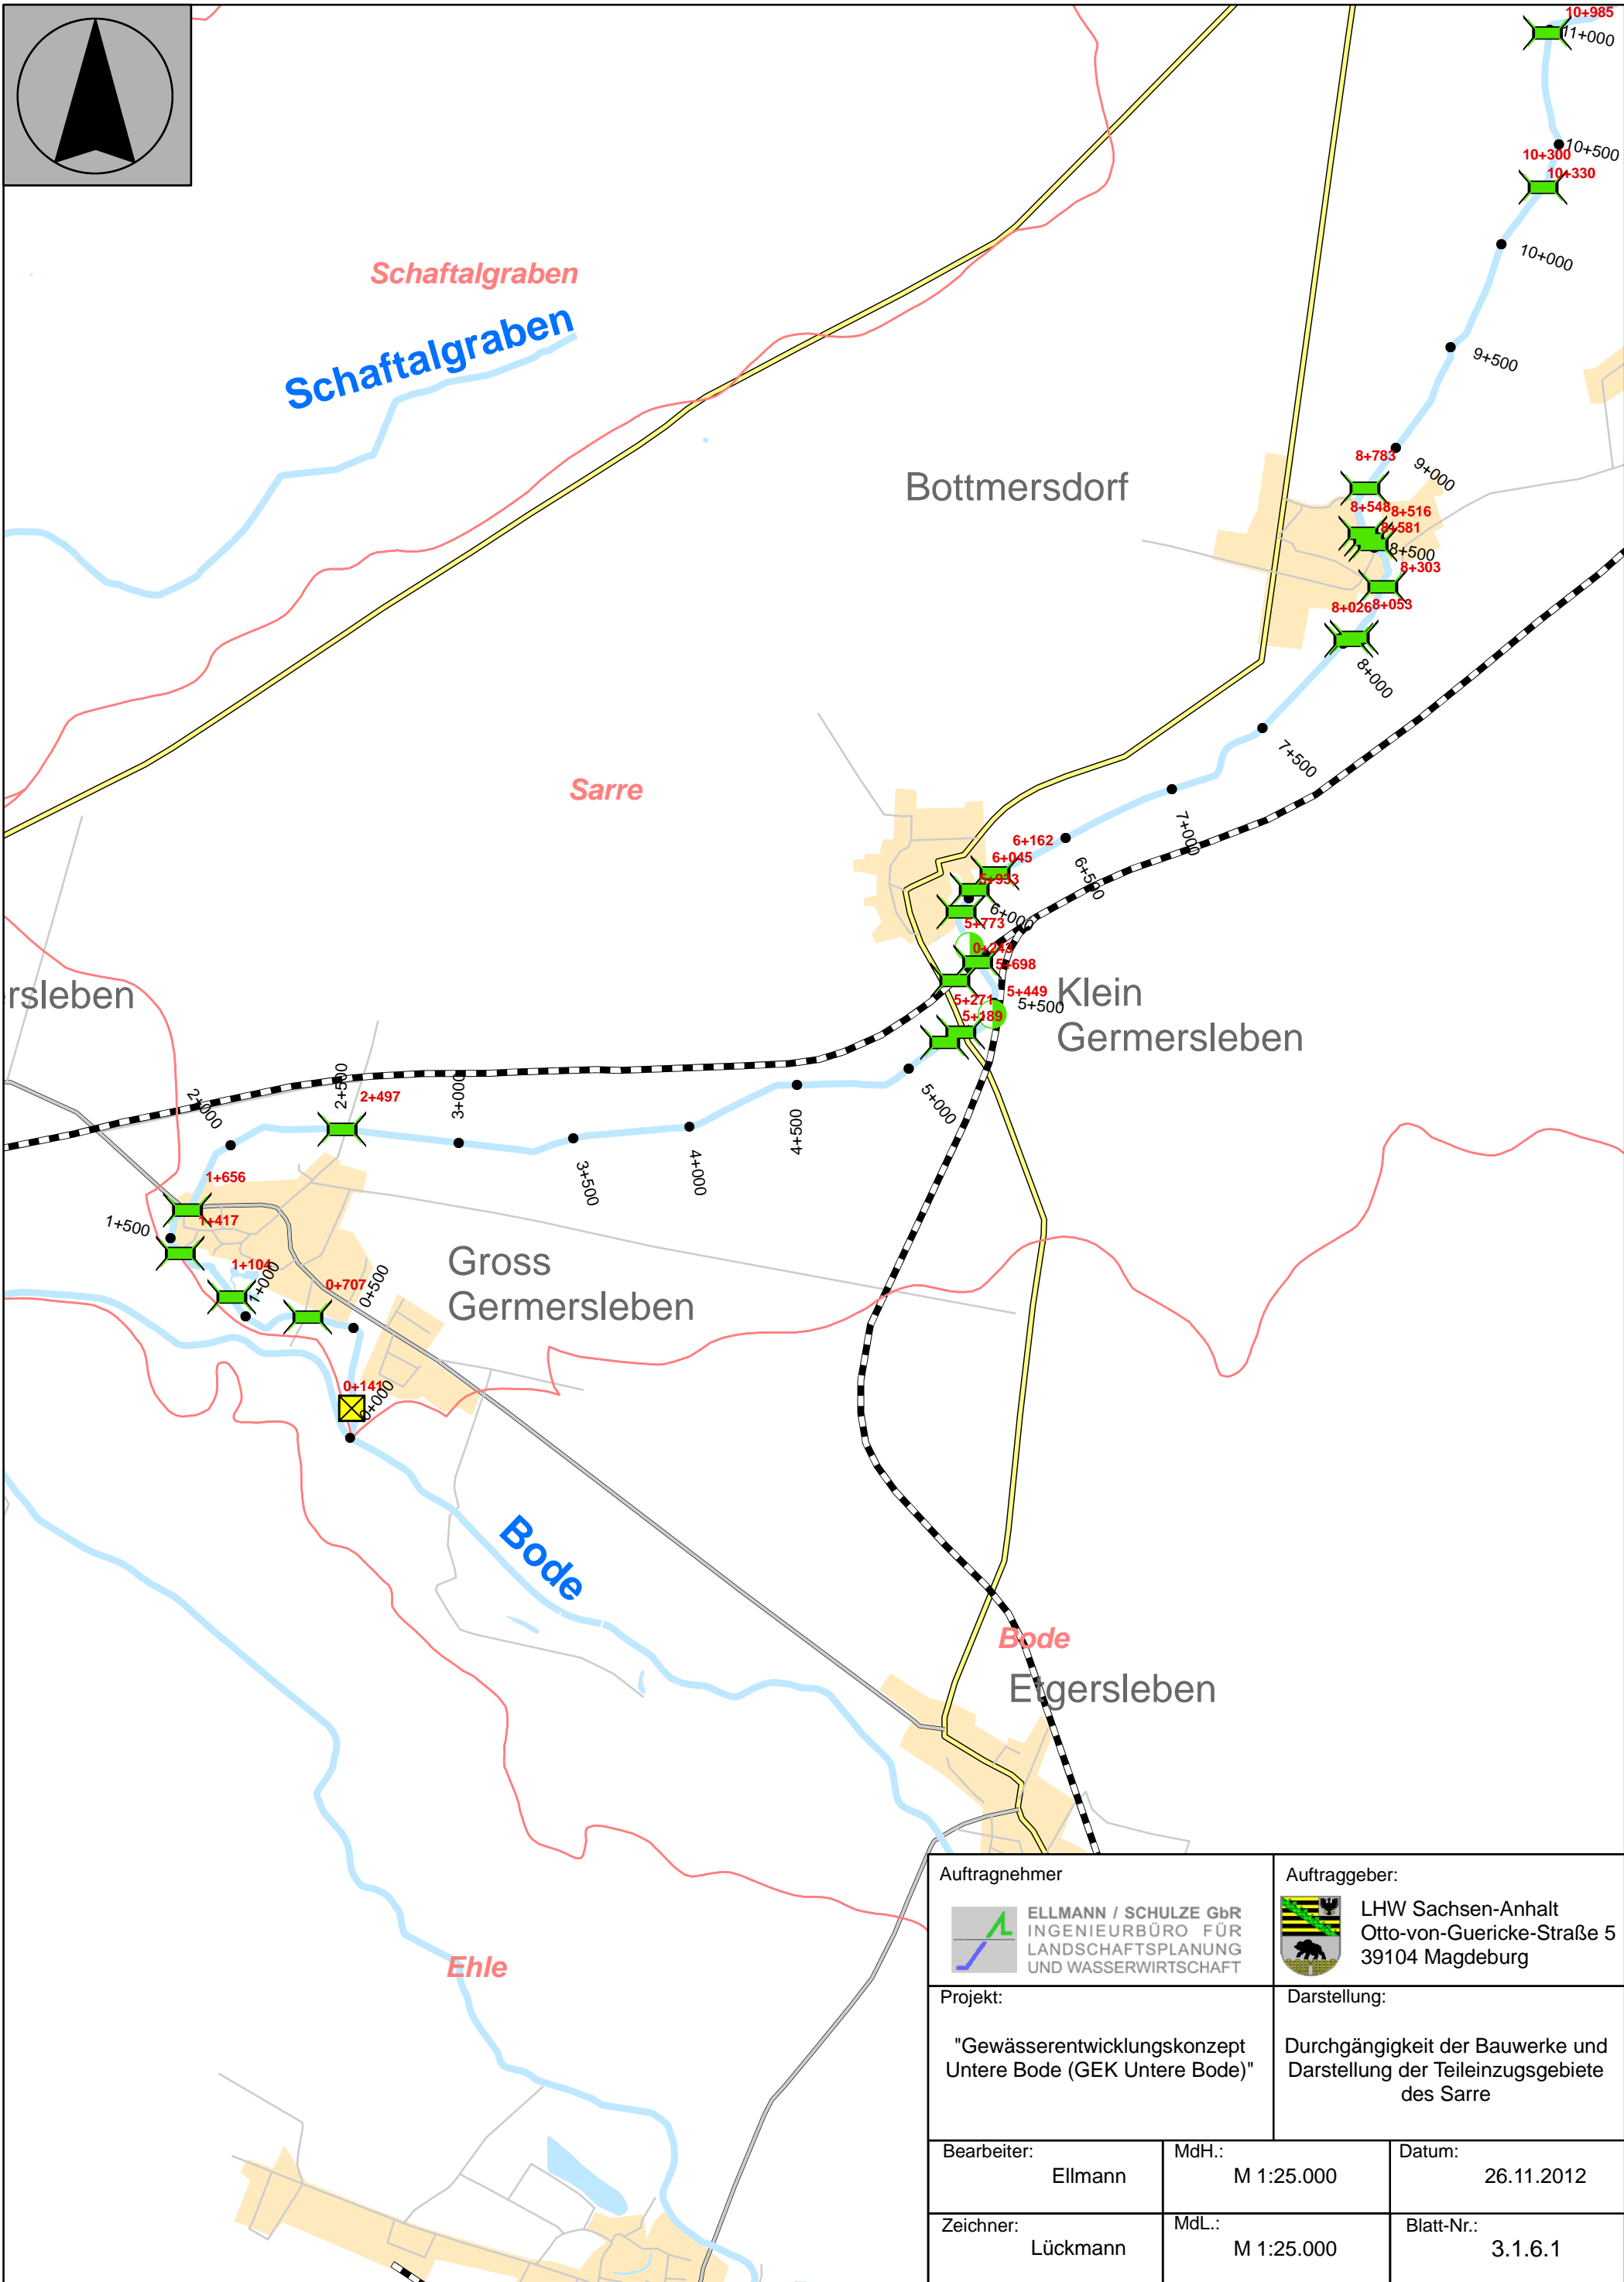 10+985
11+000
10+500
10+300
10+330
10+000
Schaftalgraben
Schaftalgraben
9+500
8+783
9+000
Bottmersdorf
8+548
8+516
8+581
8+500
8+303
8+026
8+053
8+000
7+500
Sarre
7+000
6+162
6+045
6+500
5+933
6+000
5+773
0+243
5+698
5+449
5+271
5+500
5+189
Klein
Germersleben
rsleben
5+000
2+000
2+500
2+497
3+000
4+500
3+500
4+000
1+656
1+417
1+500
1+104
1+000
0+707
0+500
Gross
Germersleben
0+141
0+000
Bode
Bode
Etgersleben
Ehle
Auftragnehmer
ELLMANN / SCHULZE GbR
INGENIEURBÜRO FÜR
LANDSCHAFTSPLANUNG
UND WASSERWIRTSCHAFT
Auftraggeber:
LHW Sachsen-Anhalt
Otto-von-Guericke-Straße 5
39104 Magdeburg
Projekt:
"Gewässerentwicklungskonzept
Untere Bode (GEK Untere Bode)"
Darstellung:
Durchgängigkeit der Bauwerke und
Darstellung der Teileinzugsgebiete
des Sarre
Bearbeiter:
Ellmann
MdH.:
M 1:25.000
Datum:
26.11.2012
Zeichner:
Lückmann
MdL.:
M 1:25.000
Blatt-Nr.:
3.1.6.1